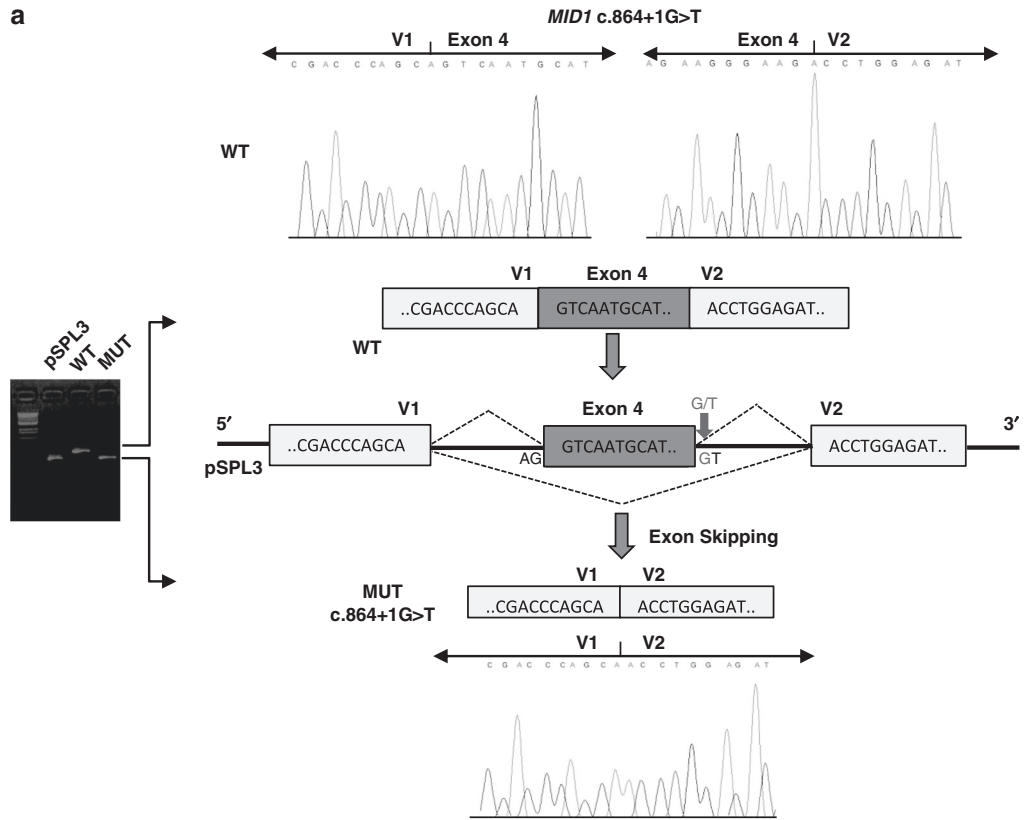 a
MID1 c.864+1G>T
V1 Exon 4
Exon 4 V2
C G A C C C A G C A G T C A A T G C A T
A G A A G G G A A G A C C T G G A G A T
WT
V1 Exon 4 V2
..CGACCCAGCA GTCAATGCAT.. ACCTGGAGAT..
WT
pSPL3 WT MUT
5′ V1 Exon 4 G/T V2 3′
..CGACCCAGCA GTCAATGCAT.. ACCTGGAGAT..
pSPL3 AG GT
Exon Skipping
MUT
c.864+1G>T
V1 V2
..CGACCCAGCA ACCTGGAGAT..
V1 V2
C G A C C C A G C A A C C T G G A G A T